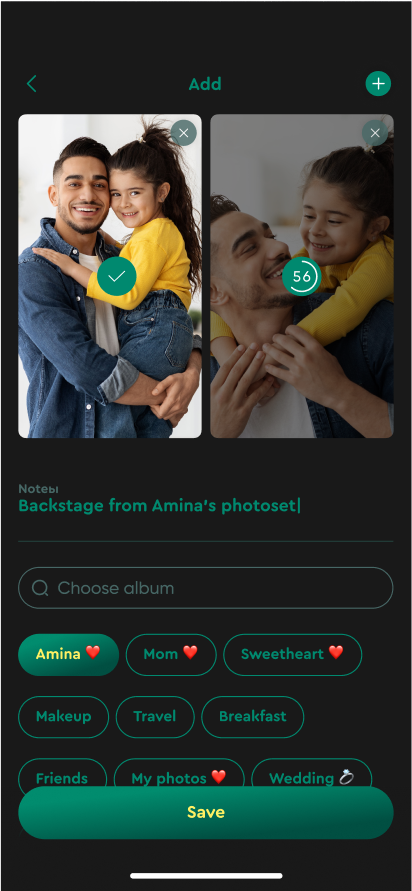 Add
56
Noteы
Backstage from Amina's photoset
Choose album
Amina ❤️ Mom ❤️ Sweetheart ❤️
Makeup Travel Breakfast
Friends My photos ❤️ Wedding 💍
Save